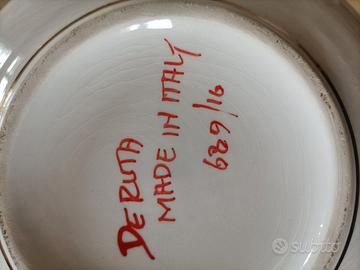 DERUTA
MADE IN ITALY
689/16
subito